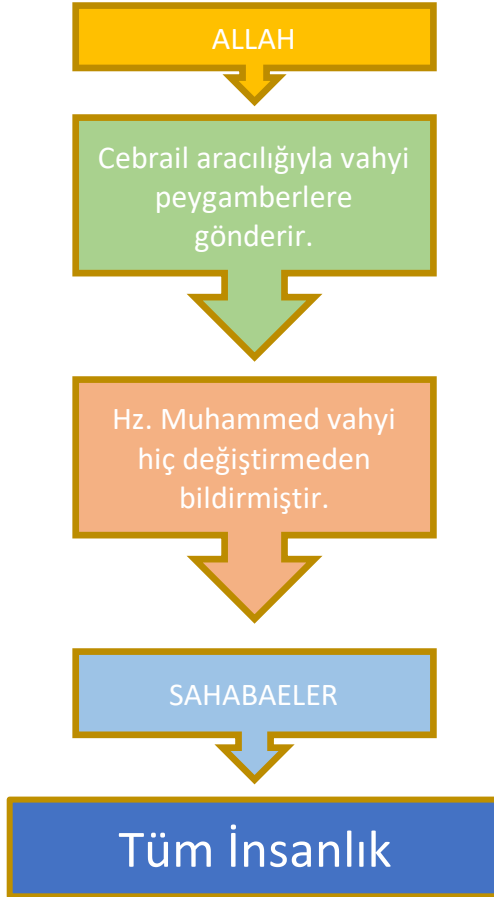 ALLAH
Cebrail aracılığıyla vahyi
peygamberlere
gönderir.
Hz. Muhammed vahyi
hiç değiştirmeden
bildirmiştir.
SAHABAELER
Tüm İnsanlık